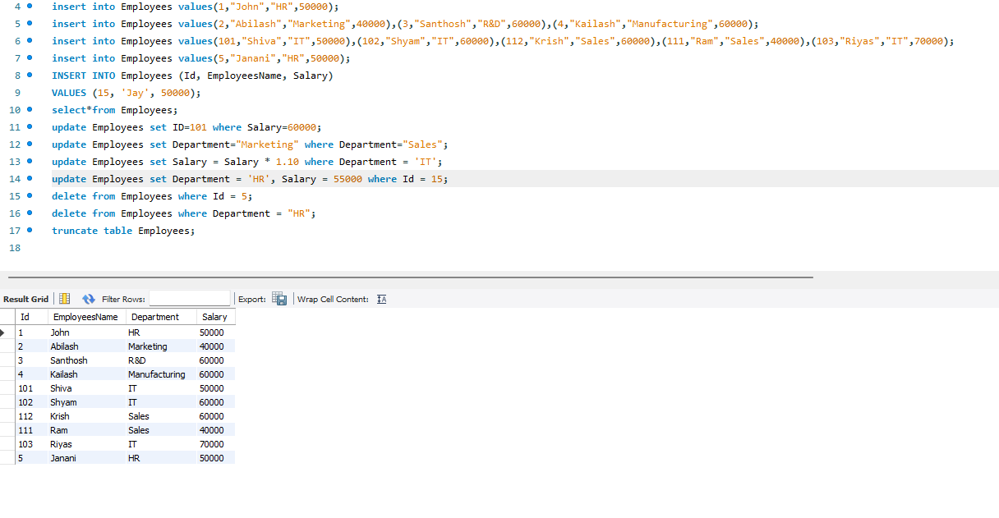 4 insert into Employees values(1,"John","HR",50000);
5 insert into Employees values(2,"Abilash","Marketing",40000),(3,"Santhosh","R&D",60000),(4,"Kailash","Manufacturing",60000);
6 insert into Employees values(101,"Shiva","IT",50000),(102,"Shyam","IT",60000),(112,"Krish","Sales",60000),(111,"Ram","Sales",40000),(103,"Riyas","IT",70000);
7 insert into Employees values(5,"Janani","HR",50000);
8 INSERT INTO Employees (Id, EmployeesName, Salary)
9 VALUES (15, 'Jay', 50000);
10 select*from Employees;
11 update Employees set ID=101 where Salary=60000;
12 update Employees set Department="Marketing" where Department="Sales";
13 update Employees set Salary = Salary * 1.10 where Department = 'IT';
14 update Employees set Department = 'HR', Salary = 55000 where Id = 15;
15 delete from Employees where Id = 5;
16 delete from Employees where Department = "HR";
17 truncate table Employees;
18
Result Grid Filter Rows: Export: Wrap Cell Content: IA
Id EmployeesName Department Salary
1 John HR 50000
2 Abilash Marketing 40000
3 Santhosh R&D 60000
4 Kailash Manufacturing 60000
101 Shiva IT 50000
102 Shyam IT 60000
112 Krish Sales 60000
111 Ram Sales 40000
103 Riyas IT 70000
5 Janani HR 50000